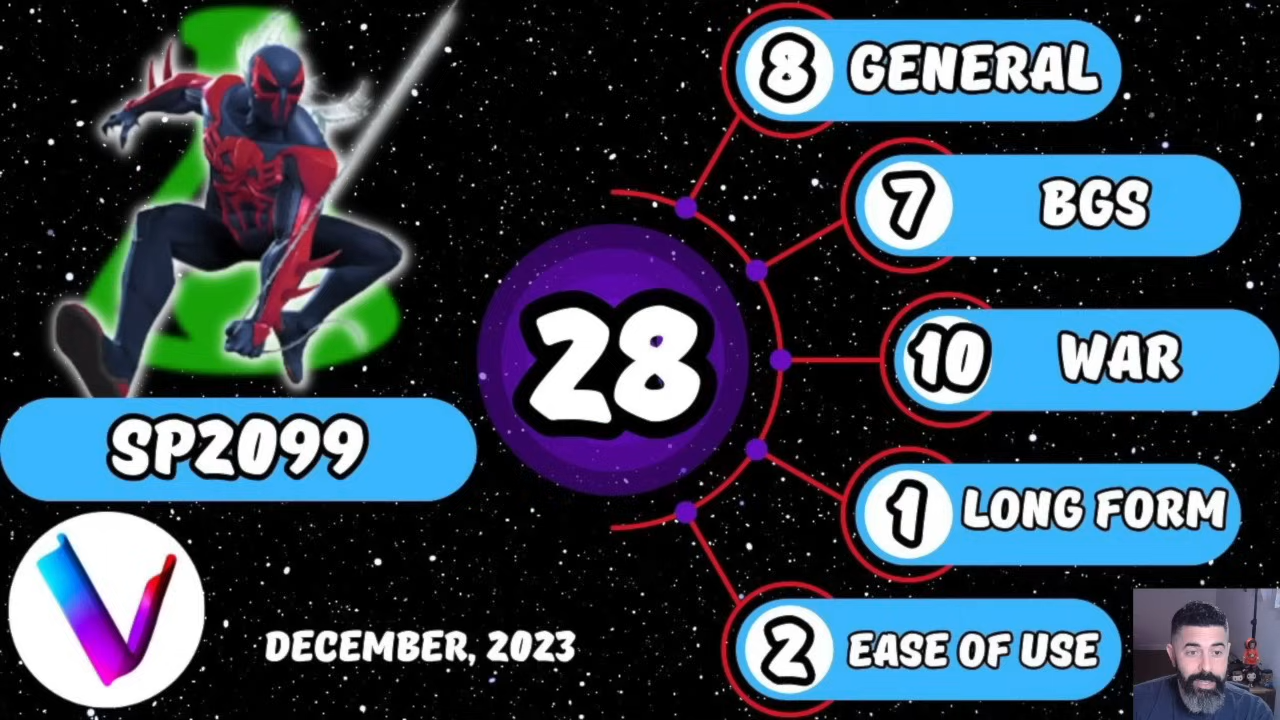 SP2099
DECEMBER, 2023
28
8 GENERAL
7 BGS
10 WAR
1 LONG FORM
2 EASE OF USE
V